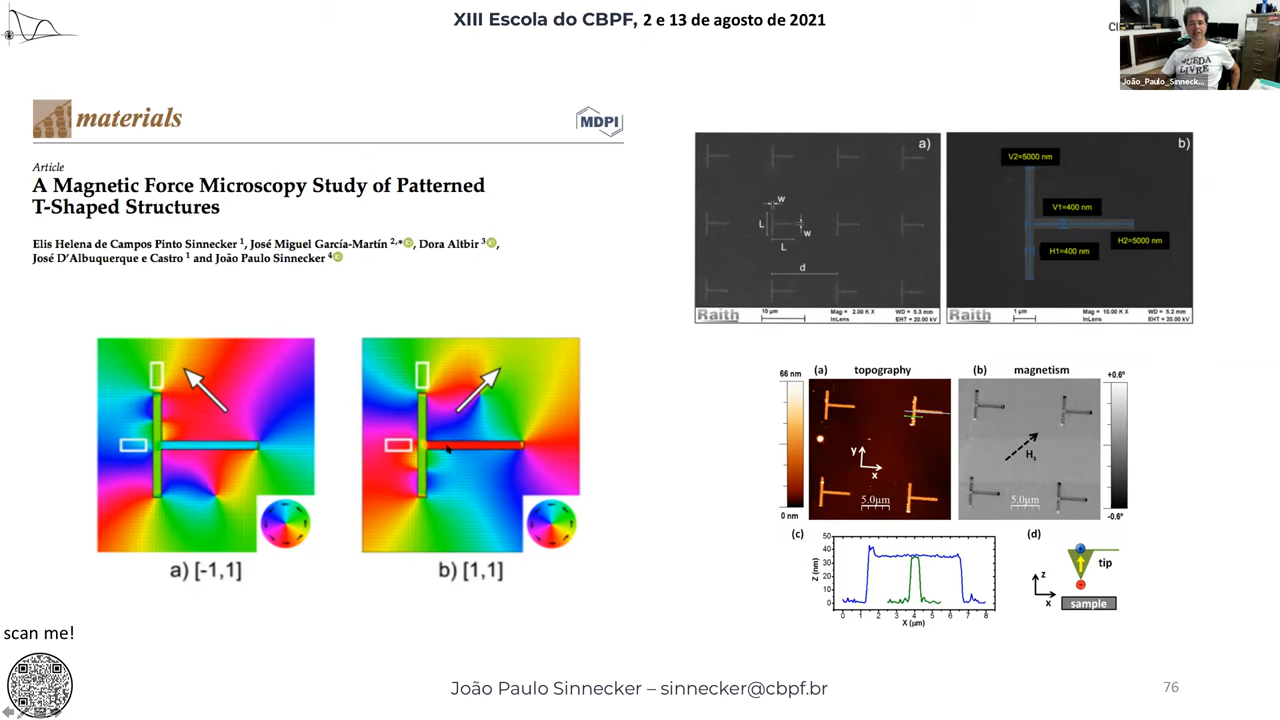 XIII Escola do CBPF, 2 e 13 de agosto de 2021
QUEDA
LIVRE
João_Paulo_Sinneck...
materials
MDPI
Article
A Magnetic Force Microscopy Study of Patterned
T-Shaped Structures
Elis Helena de Campos Pinto Sinnecker 1, José Miguel García-Martín 2,*, Dora Altbir 3,
José D'Albuquerque e Castro 1 and João Paulo Sinnecker 4
a) [-1,1]
b) [1,1]
a)
w
L
w
L
d
Raith
10 µm
Mag = 2.00 K X
InLens
WD = 5.3 mm
EHT = 20.00 kV
b)
V2=5000 nm
V1=400 nm
H2=5000 nm
H1=400 nm
Raith
1 µm
Mag = 10.00 K X
InLens
WD = 5.2 mm
EHT = 20.00 kV
66 nm
(a) topography
y
x
5.0µm
0 nm
(b) magnetism
+0.6°
Hs
5.0µm
-0.6°
(c)
Z (nm)
50
40
30
20
10
0
0 1 2 3 4 5 6 7 8
X (µm)
(d)
tip
z
x
sample
scan me!
João Paulo Sinnecker – sinnecker@cbpf.br
76